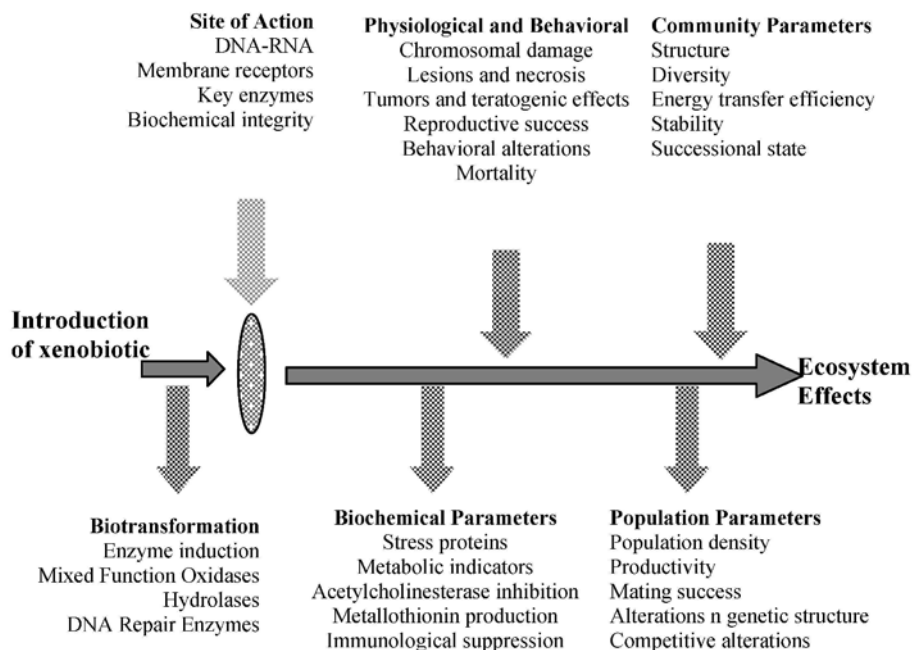 Site of Action
DNA-RNA
Membrane receptors
Key enzymes
Biochemical integrity
Physiological and Behavioral
Chromosomal damage
Lesions and necrosis
Tumors and teratogenic effects
Reproductive success
Behavioral alterations
Mortality
Community Parameters
Structure
Diversity
Energy transfer efficiency
Stability
Successional state
Introduction
of xenobiotic
Ecosystem
Effects
Biotransformation
Enzyme induction
Mixed Function Oxidases
Hydrolases
DNA Repair Enzymes
Biochemical Parameters
Stress proteins
Metabolic indicators
Acetylcholinesterase inhibition
Metallothionin production
Immunological suppression
Population Parameters
Population density
Productivity
Mating success
Alterations n genetic structure
Competitive alterations